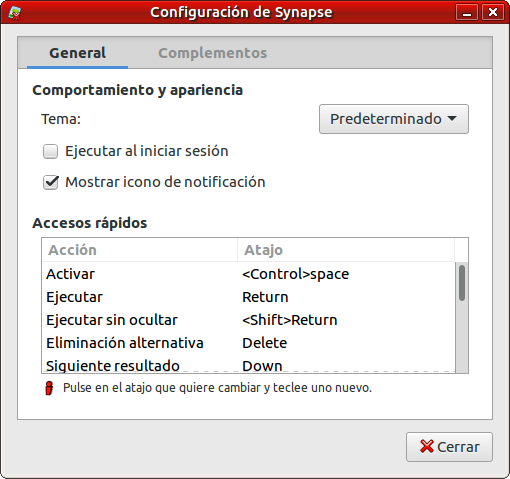 Configuración de Synapse
General Complementos
Comportamiento y apariencia
Tema: Predeterminado
Ejecutar al iniciar sesión
Mostrar icono de notificación
Accesos rápidos
Acción Atajo
Activar <Control>space
Ejecutar Return
Ejecutar sin ocultar <Shift>Return
Eliminación alternativa Delete
Siguiente resultado Down
Pulse en el atajo que quiere cambiar y teclee uno nuevo.
Cerrar